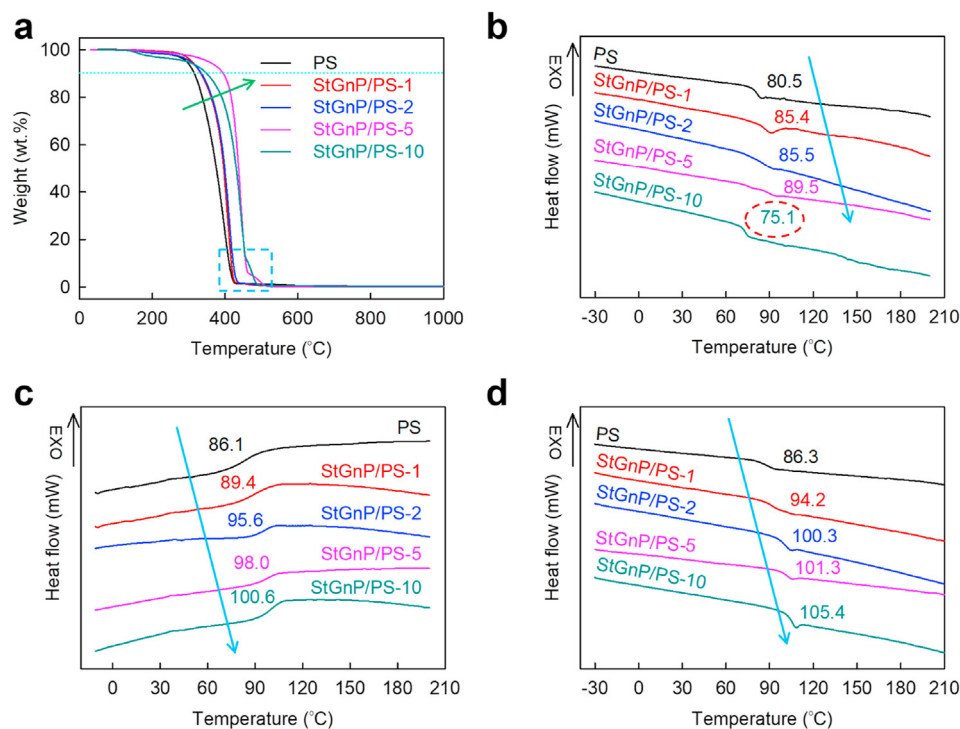 a
100
80
60
40
20
0
Weight (wt.%)
PS
StGnP/PS-1
StGnP/PS-2
StGnP/PS-5
StGnP/PS-10
0 200 400 600 800 1000
Temperature (°C)
b
EXO
Heat flow (mW)
PS
80.5
StGnP/PS-1
85.4
StGnP/PS-2
85.5
StGnP/PS-5
89.5
StGnP/PS-10
75.1
-30 0 30 60 90 120 150 180 210
Temperature (°C)
c
EXO
Heat flow (mW)
PS
86.1
StGnP/PS-1
89.4
StGnP/PS-2
95.6
StGnP/PS-5
98.0
StGnP/PS-10
100.6
0 30 60 90 120 150 180 210
Temperature (°C)
d
EXO
Heat flow (mW)
PS
86.3
StGnP/PS-1
94.2
StGnP/PS-2
100.3
StGnP/PS-5
101.3
StGnP/PS-10
105.4
-30 0 30 60 90 120 150 180 210
Temperature (°C)